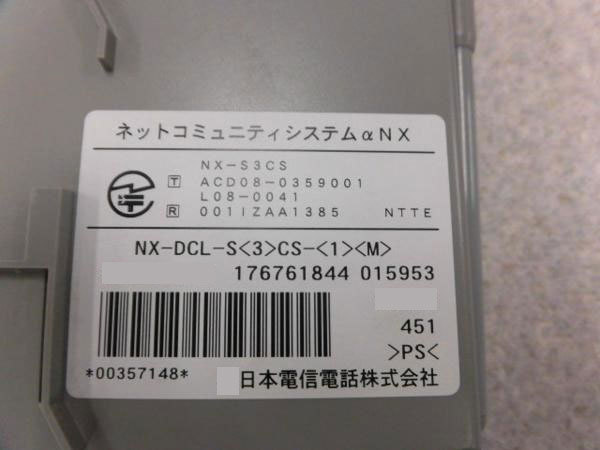 ネットコミュニティシステムαNX
NX-S3CS
T ACD08-0359001
L08-0041
R 001IZAA1385 NTTE
NX-DCL-S<3>CS-<1><M>
176761844 015953
451
>PS<
*00357148* 日本電信電話株式会社